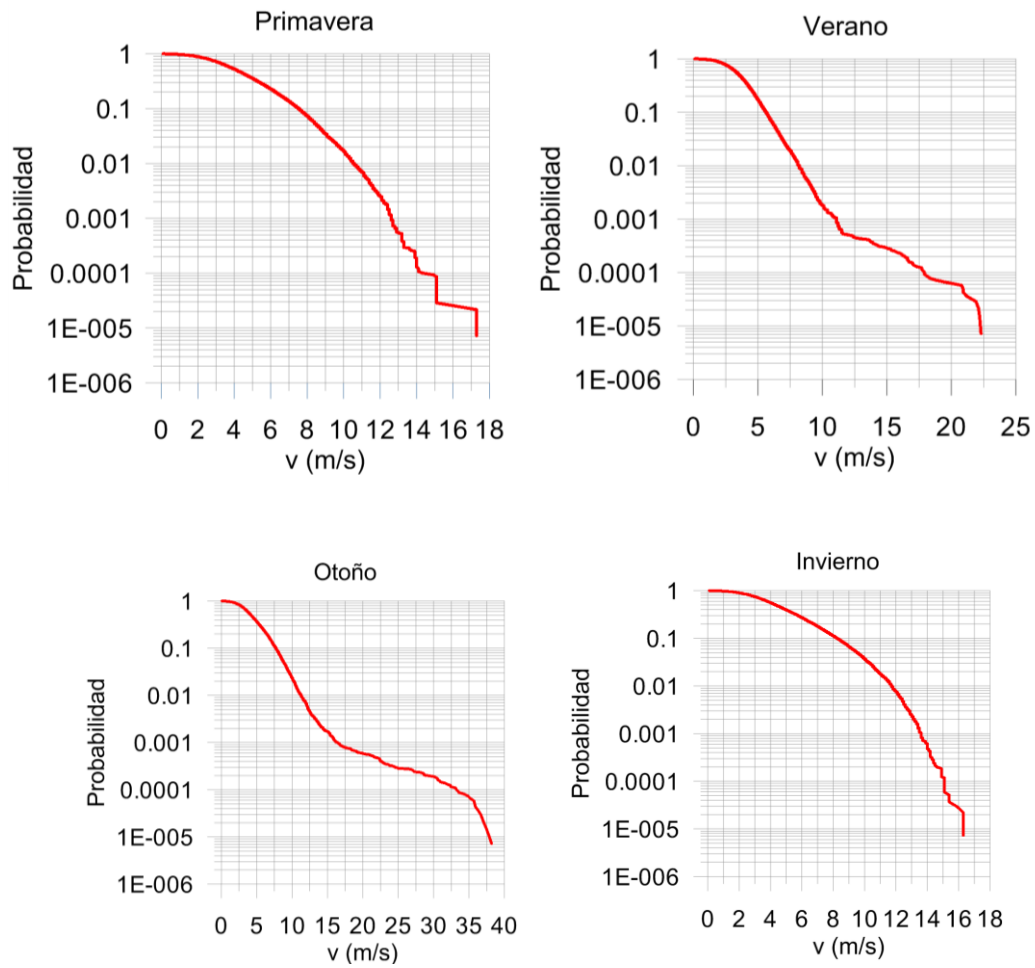 Primavera
Probabilidad
1
0.1
0.01
0.001
0.0001
1E-005
1E-006
0 2 4 6 8 10 12 14 16 18
v (m/s)
Verano
Probabilidad
1
0.1
0.01
0.001
0.0001
1E-005
1E-006
0 5 10 15 20 25
v (m/s)
Otoño
Probabilidad
1
0.1
0.01
0.001
0.0001
1E-005
1E-006
0 5 10 15 20 25 30 35 40
v (m/s)
Invierno
Probabilidad
1
0.1
0.01
0.001
0.0001
1E-005
1E-006
0 2 4 6 8 10 12 14 16 18
v (m/s)